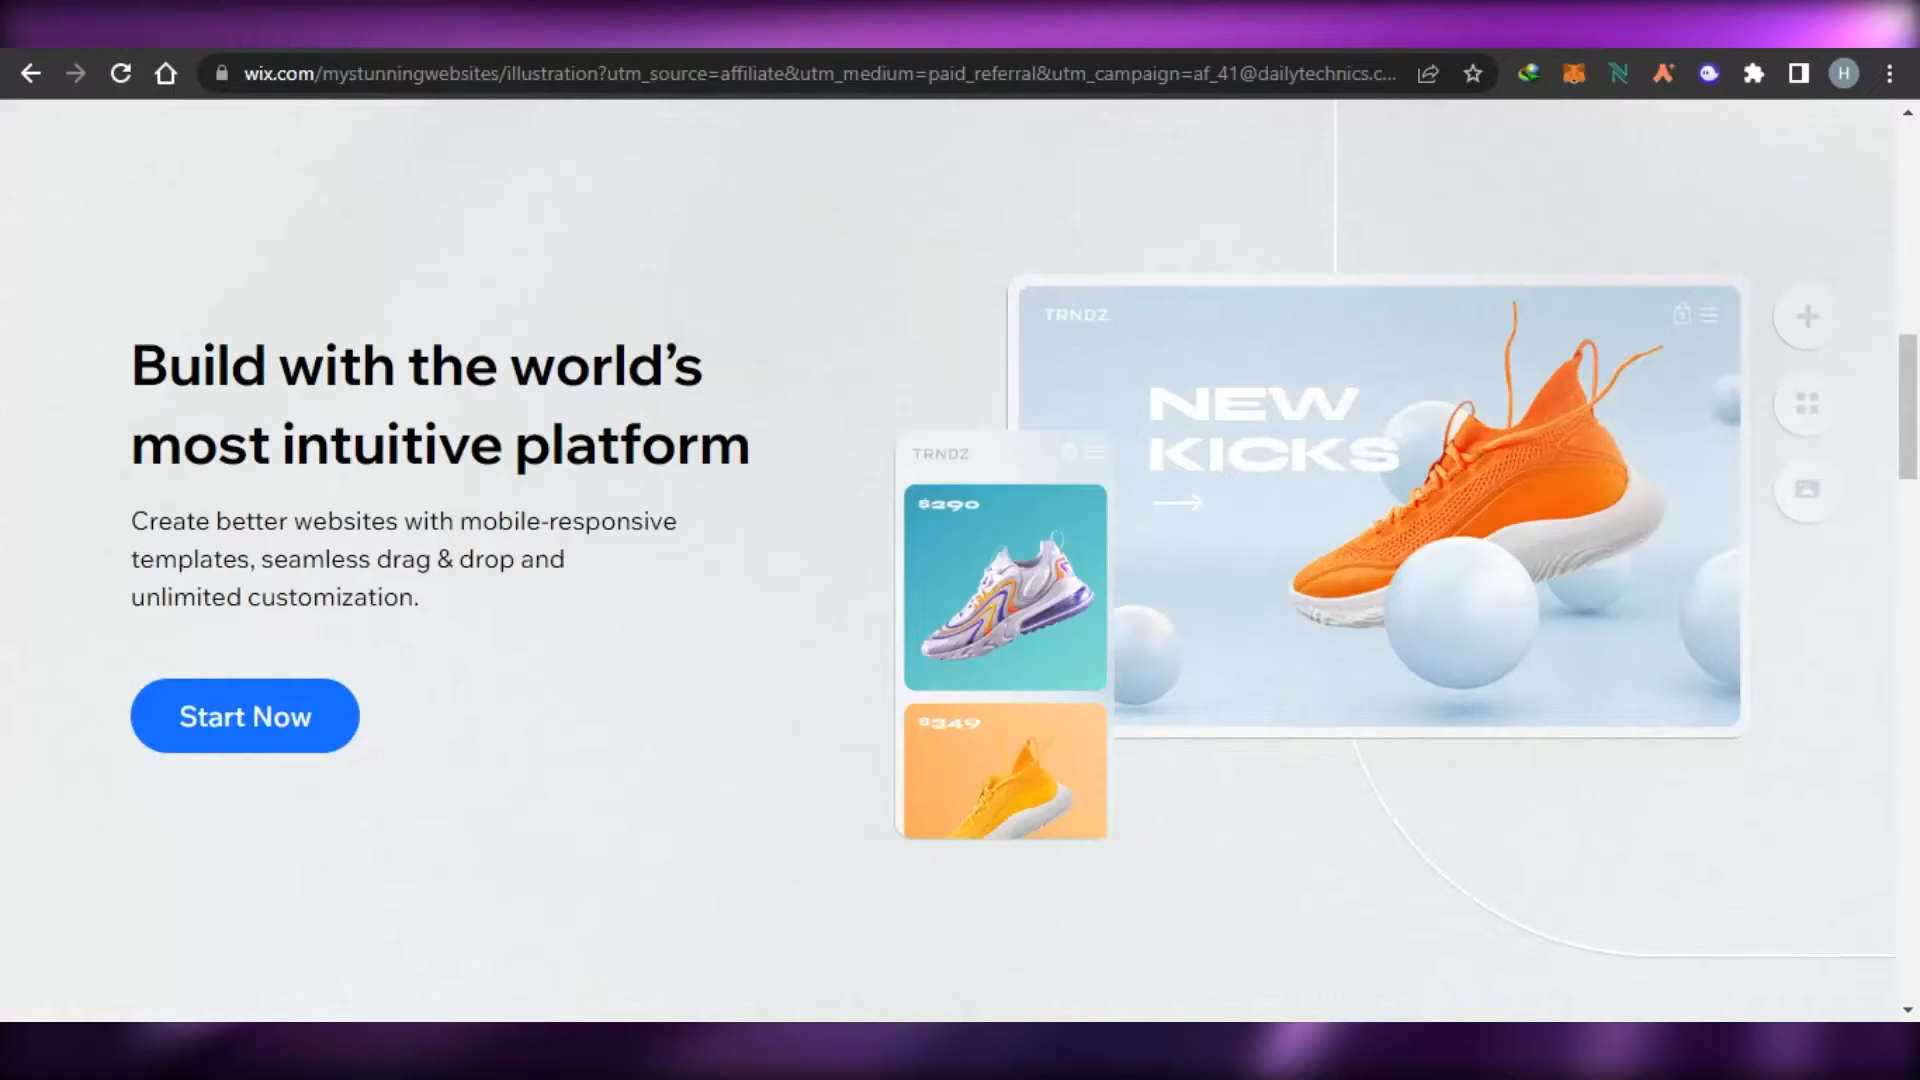 wix.com/mystunningwebsites/illustration?utm_source=affiliate&utm_medium=paid_referral&utm_campaign=af_41@dailytechnics.c...
H
Build with the world’s
most intuitive platform
Create better websites with mobile-responsive
templates, seamless drag & drop and
unlimited customization.
Start Now
TRNDZ
NEW
KICKS
TRNDZ
$290
$349